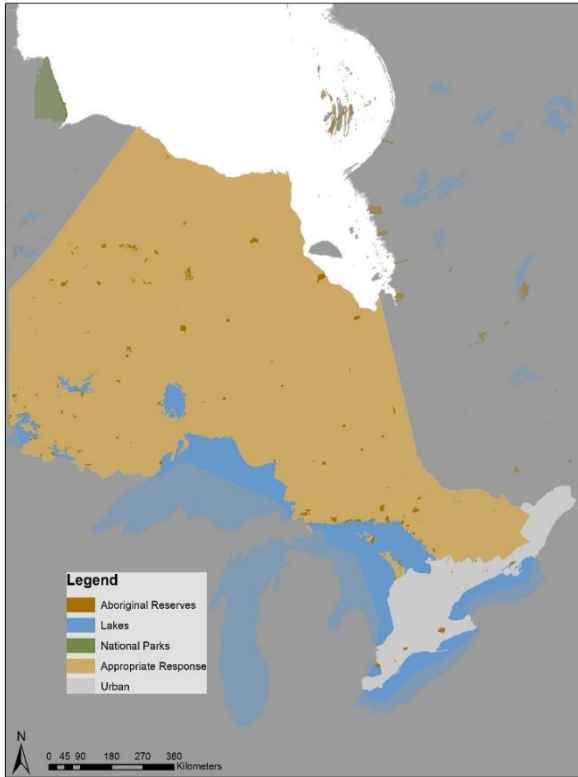 Legend
Aboriginal Reserves
Lakes
National Parks
Appropriate Response
Urban
N
0 45 90 180 270 360
Kilometers